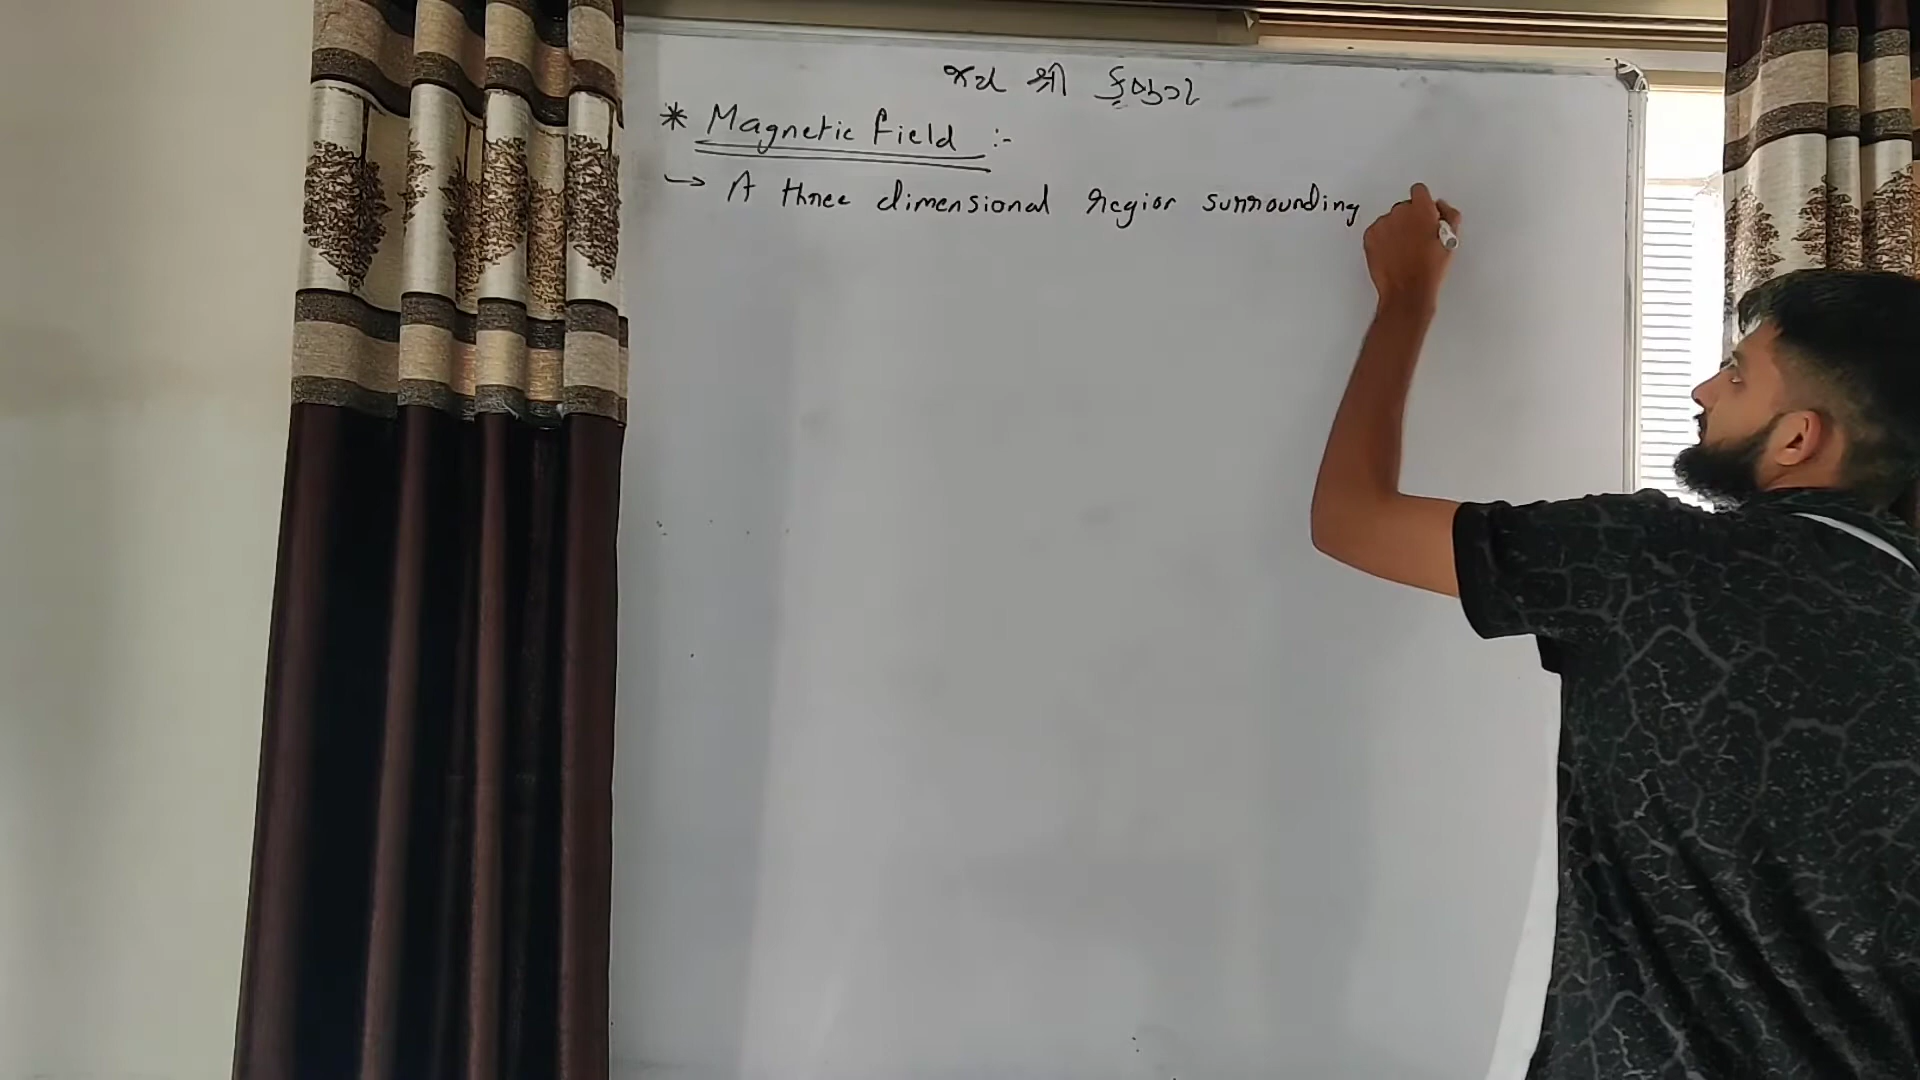 જય શ્રી કૃષ્ણ
* Magnetic field :-
→ A three dimensional region surrounding